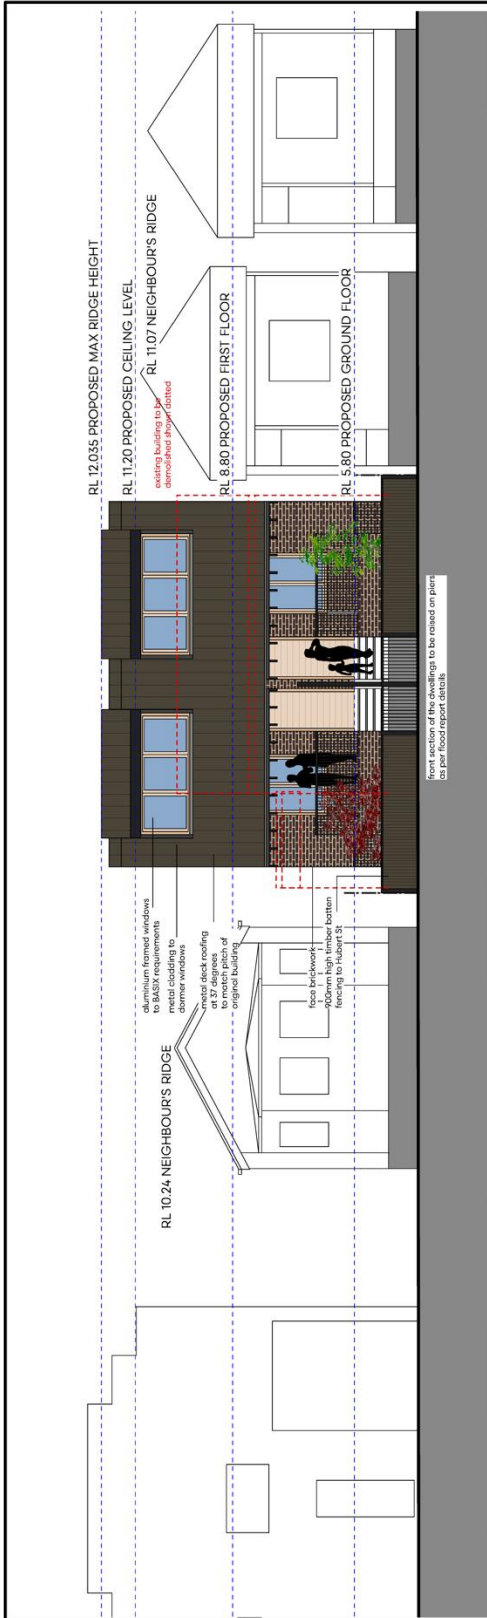 RL 12.035 PROPOSED MAX RIDGE HEIGHT
RL 11.20 PROPOSED CEILING LEVEL
RL 11.07 NEIGHBOUR'S RIDGE
existing building to be
demolished shown dotted
RL 8.80 PROPOSED FIRST FLOOR
RL 5.80 PROPOSED GROUND FLOOR
aluminium framed windows
to BASIX requirements
metal cladding to
dormer windows
metal deck roofing
at 37 degrees
to match pitch of
original building
RL 10.24 NEIGHBOUR'S RIDGE
face brickwork
900mm high timber batten
fencing to Hubert St
front section of the dwellings to be raised on piers
as per flood report details